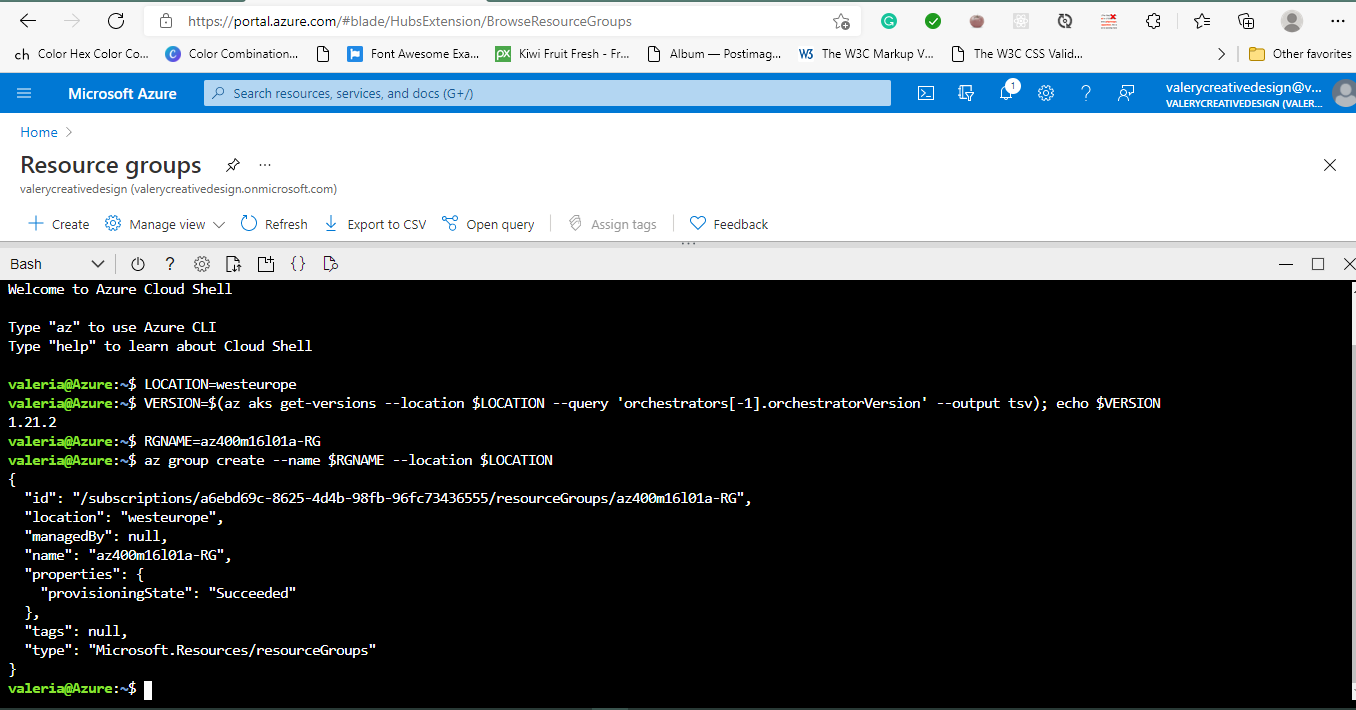 https://portal.azure.com/#blade/HubsExtension/BrowseResourceGroups
ch Color Hex Color Co... C Color Combination... Font Awesome Exa... px Kiwi Fruit Fresh - Fr... Album — Postimag... W3 The W3C Markup V... The W3C CSS Valid... Other favorites
Microsoft Azure Search resources, services, and docs (G+/) 1 valerycreativedesign@v...
VALERYCREATIVEDESIGN (VALER...
Home
Resource groups ...
valerycreativedesign (valerycreativedesign.onmicrosoft.com)
Create Manage view Refresh Export to CSV Open query Assign tags Feedback
Bash ? { }
Welcome to Azure Cloud Shell
Type "az" to use Azure CLI
Type "help" to learn about Cloud Shell
valeria@Azure:~$ LOCATION=westeurope
valeria@Azure:~$ VERSION=$(az aks get-versions --location $LOCATION --query 'orchestrators[-1].orchestratorVersion' --output tsv); echo $VERSION
1.21.2
valeria@Azure:~$ RGNAME=az400m16l01a-RG
valeria@Azure:~$ az group create --name $RGNAME --location $LOCATION
{
  "id": "/subscriptions/a6ebd69c-8625-4d4b-98fb-96fc73436555/resourceGroups/az400m16l01a-RG",
  "location": "westeurope",
  "managedBy": null,
  "name": "az400m16l01a-RG",
  "properties": {
    "provisioningState": "Succeeded"
  },
  "tags": null,
  "type": "Microsoft.Resources/resourceGroups"
}
valeria@Azure:~$